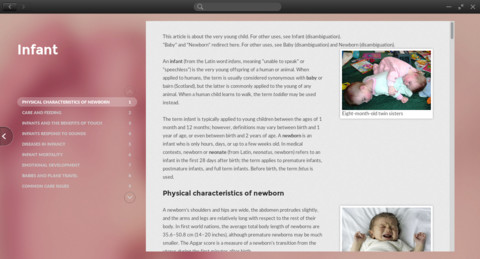 Infant
PHYSICAL CHARACTERISTICS OF NEWBORN 1
CARE AND FEEDING 2
INFANTS AND THE BENEFITS OF TOUCH 3
INFANTS RESPOND TO SOUNDS 4
DISEASES IN INFANCY 5
INFANT MORTALITY 6
EMOTIONAL DEVELOPMENT 7
BABIES AND PLANE TRAVEL 8
COMMON CARE ISSUES 9
This article is about the very young child. For other uses, see Infant (disambiguation).
"Baby" and "Newborn" redirect here. For other uses, see Baby (disambiguation) and Newborn (disambiguation).
An infant (from the Latin word infans, meaning "unable to speak" or
"speechless") is the very young offspring of a human or animal. When
applied to humans, the term is usually considered synonymous with baby or
bairn (Scotland), but the latter is commonly applied to the young of any
animal. When a human child learns to walk, the term toddler may be used
instead.
Eight-month-old twin sisters
The term infant is typically applied to young children between the ages of 1
month and 12 months; however, definitions may vary between birth and 1
year of age, or even between birth and 2 years of age. A newborn is an
infant who is only hours, days, or up to a few weeks old. In medical
contexts, newborn or neonate (from Latin, neonatus, newborn) refers to an
infant in the first 28 days after birth; the term applies to premature infants,
postmature infants, and full term infants. Before birth, the term fetus is
used.
Physical characteristics of newborn
A newborn's shoulders and hips are wide, the abdomen protrudes slightly,
and the arms and legs are relatively long with respect to the rest of their
body. In first world nations, the average total body length of newborns are
35.6–50.8 cm (14–20 inches), although premature newborns may be much
smaller. The Apgar score is a measure of a newborn's transition from the